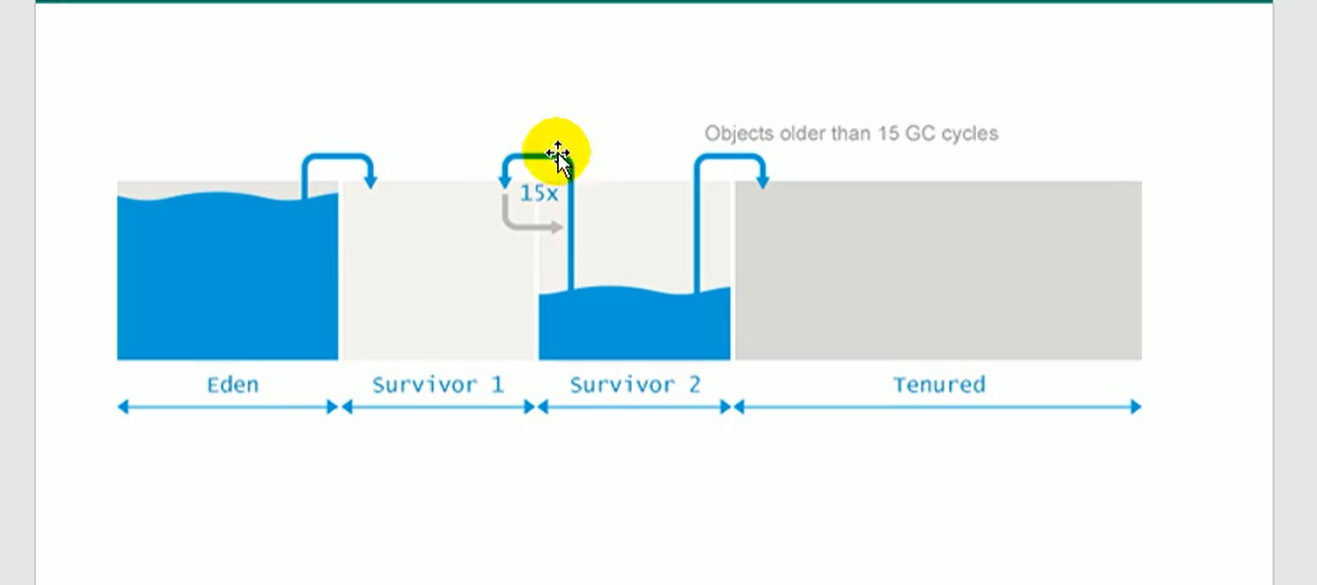 Objects older than 15 GC cycles
15x
Eden
Survivor 1
Survivor 2
Tenured